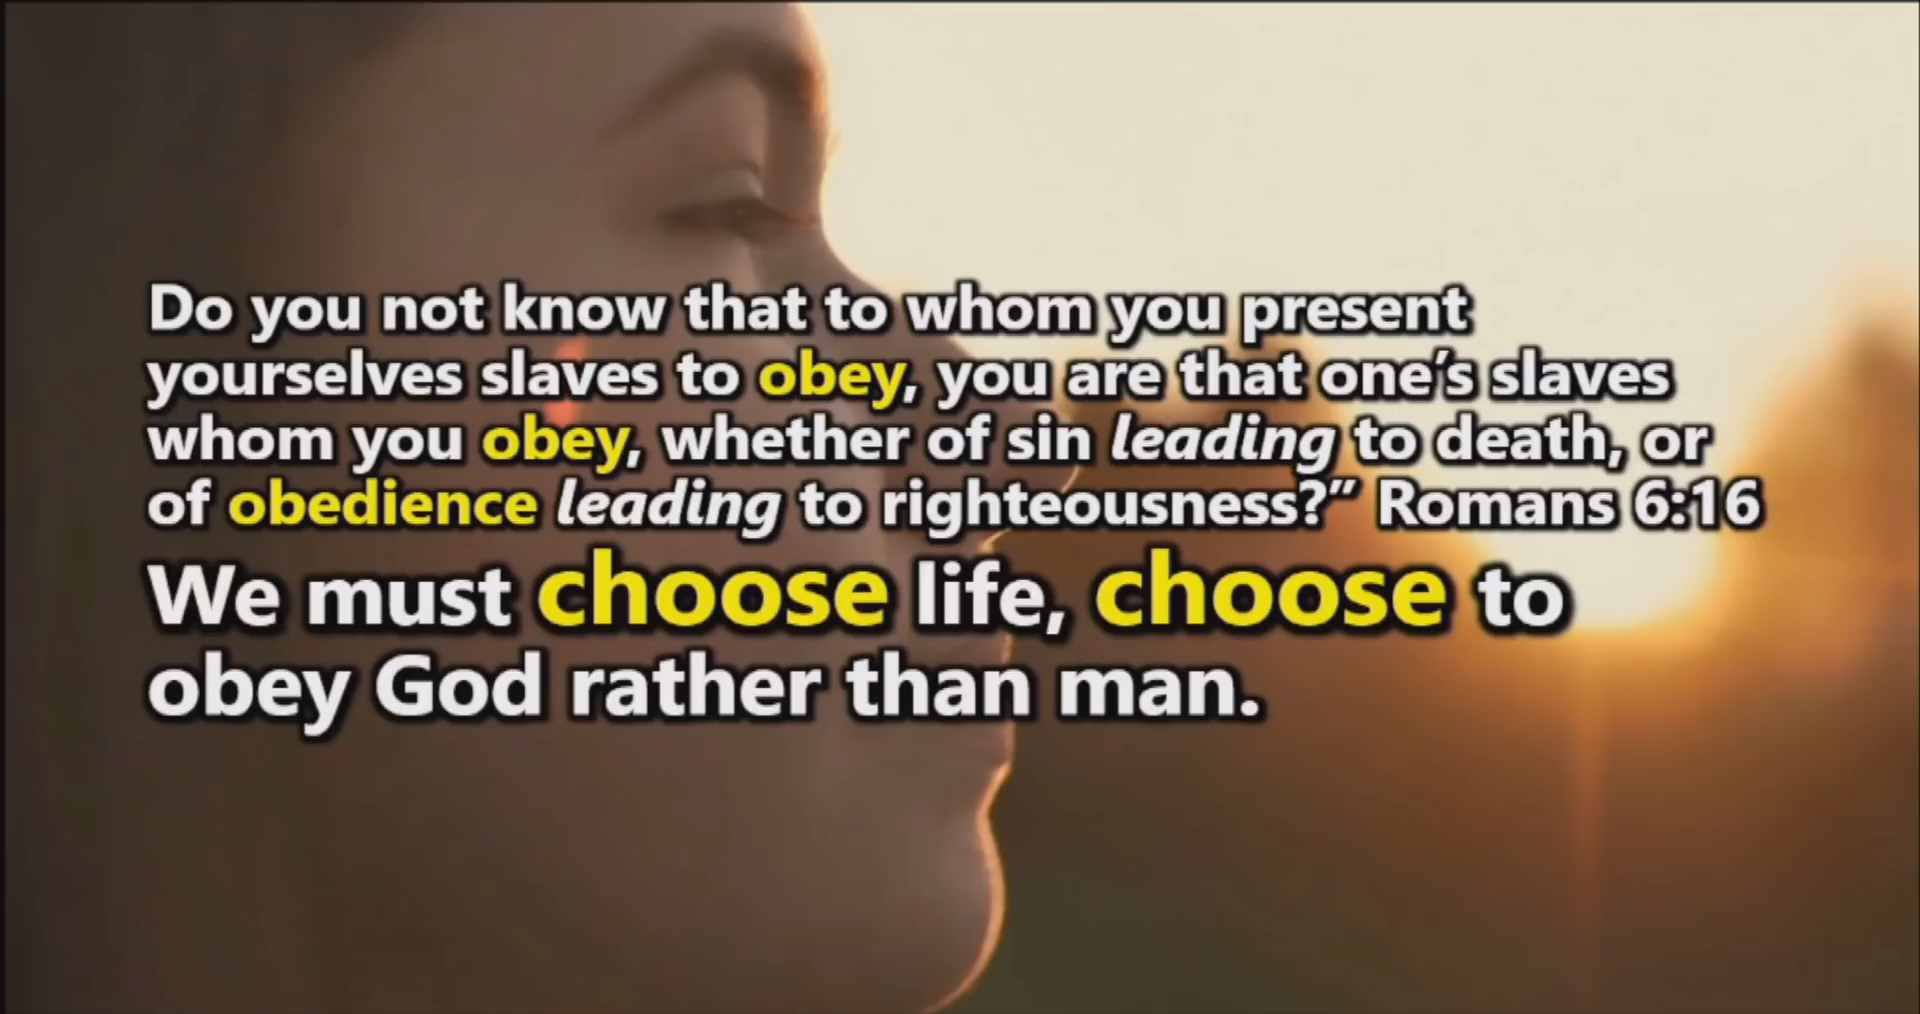 Do you not know that to whom you present
yourselves slaves to obey, you are that one’s slaves
whom you obey, whether of sin leading to death, or
of obedience leading to righteousness?” Romans 6:16
We must choose life, choose to
obey God rather than man.